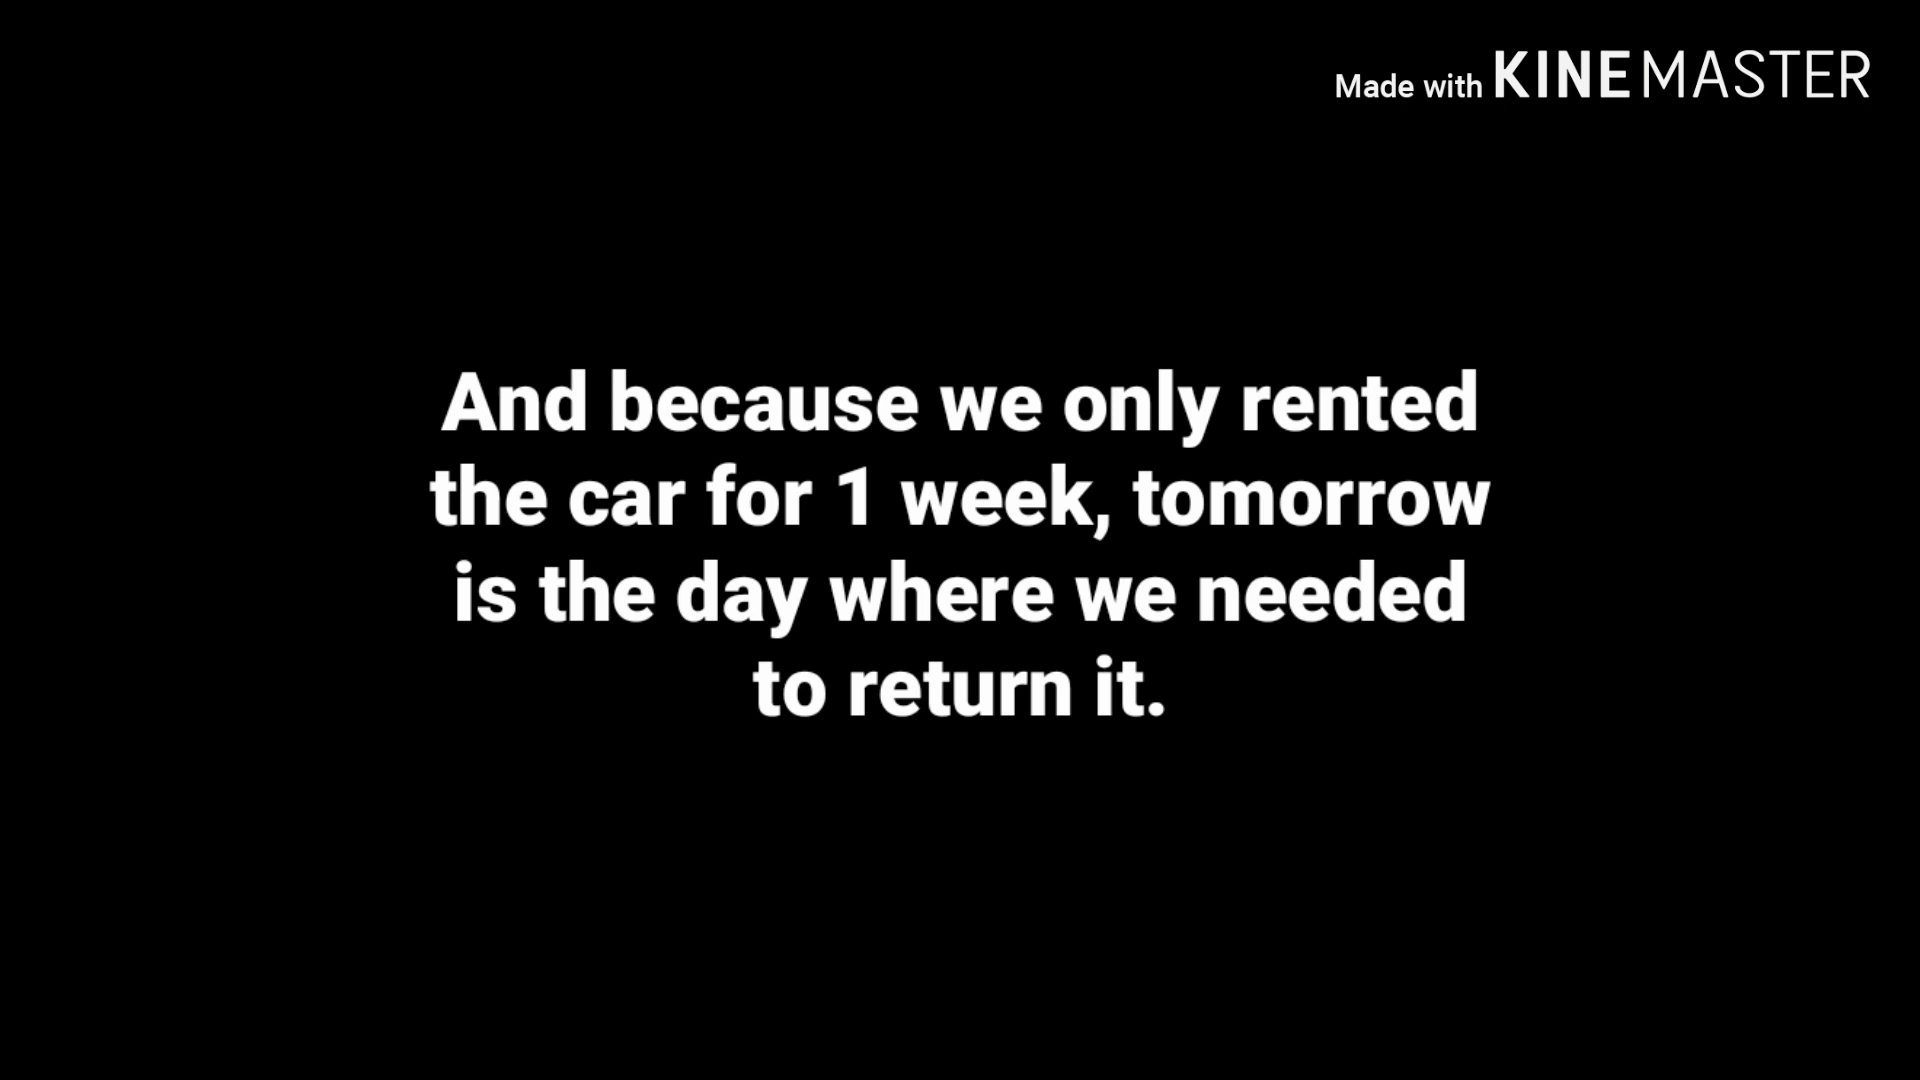 Made with KINEMASTER
And because we only rented
the car for 1 week, tomorrow
is the day where we needed
to return it.